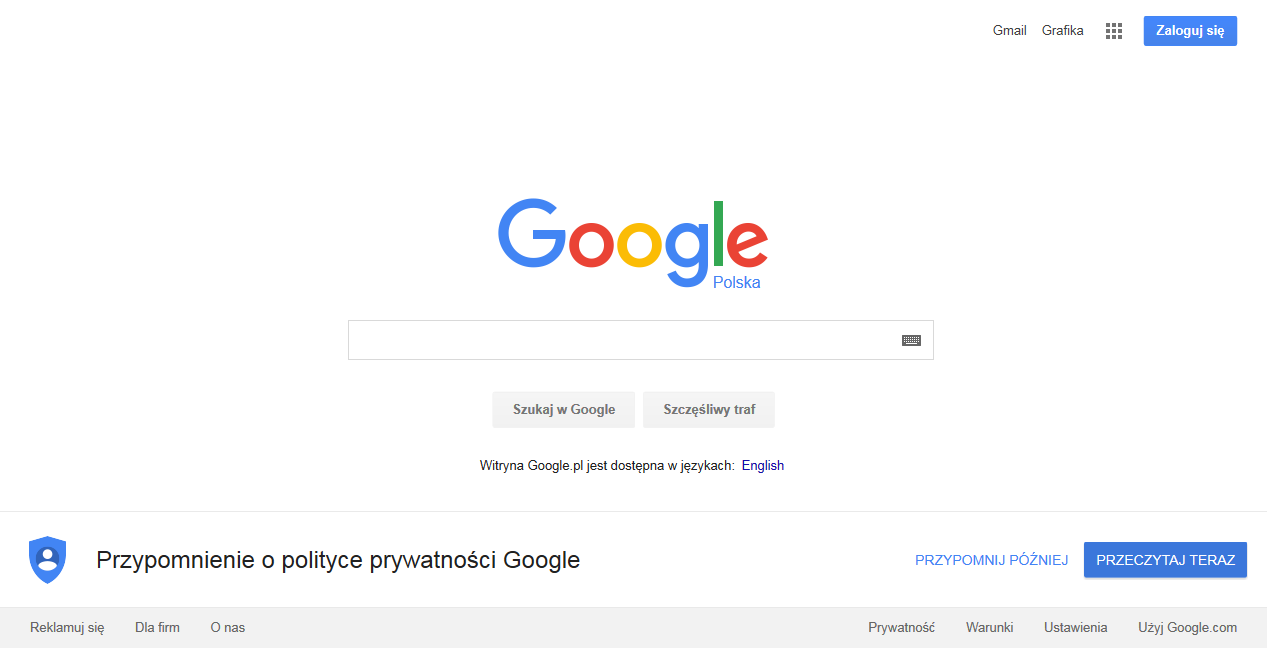 Gmail Grafika Zaloguj się
Google
Polska
Szukaj w Google Szczęśliwy traf
Witryna Google.pl jest dostępna w językach: English
Przypomnienie o polityce prywatności Google PRZYPOMNIJ PÓŹNIEJ PRZECZYTAJ TERAZ
Reklamuj się Dla firm O nas Prywatność Warunki Ustawienia Użyj Google.com